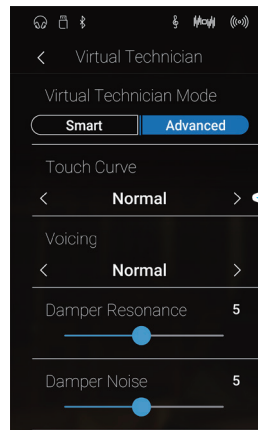 Virtual Technician
Virtual Technician Mode
Smart Advanced
Touch Curve
Normal
Voicing
Normal
Damper Resonance 5
Damper Noise 5